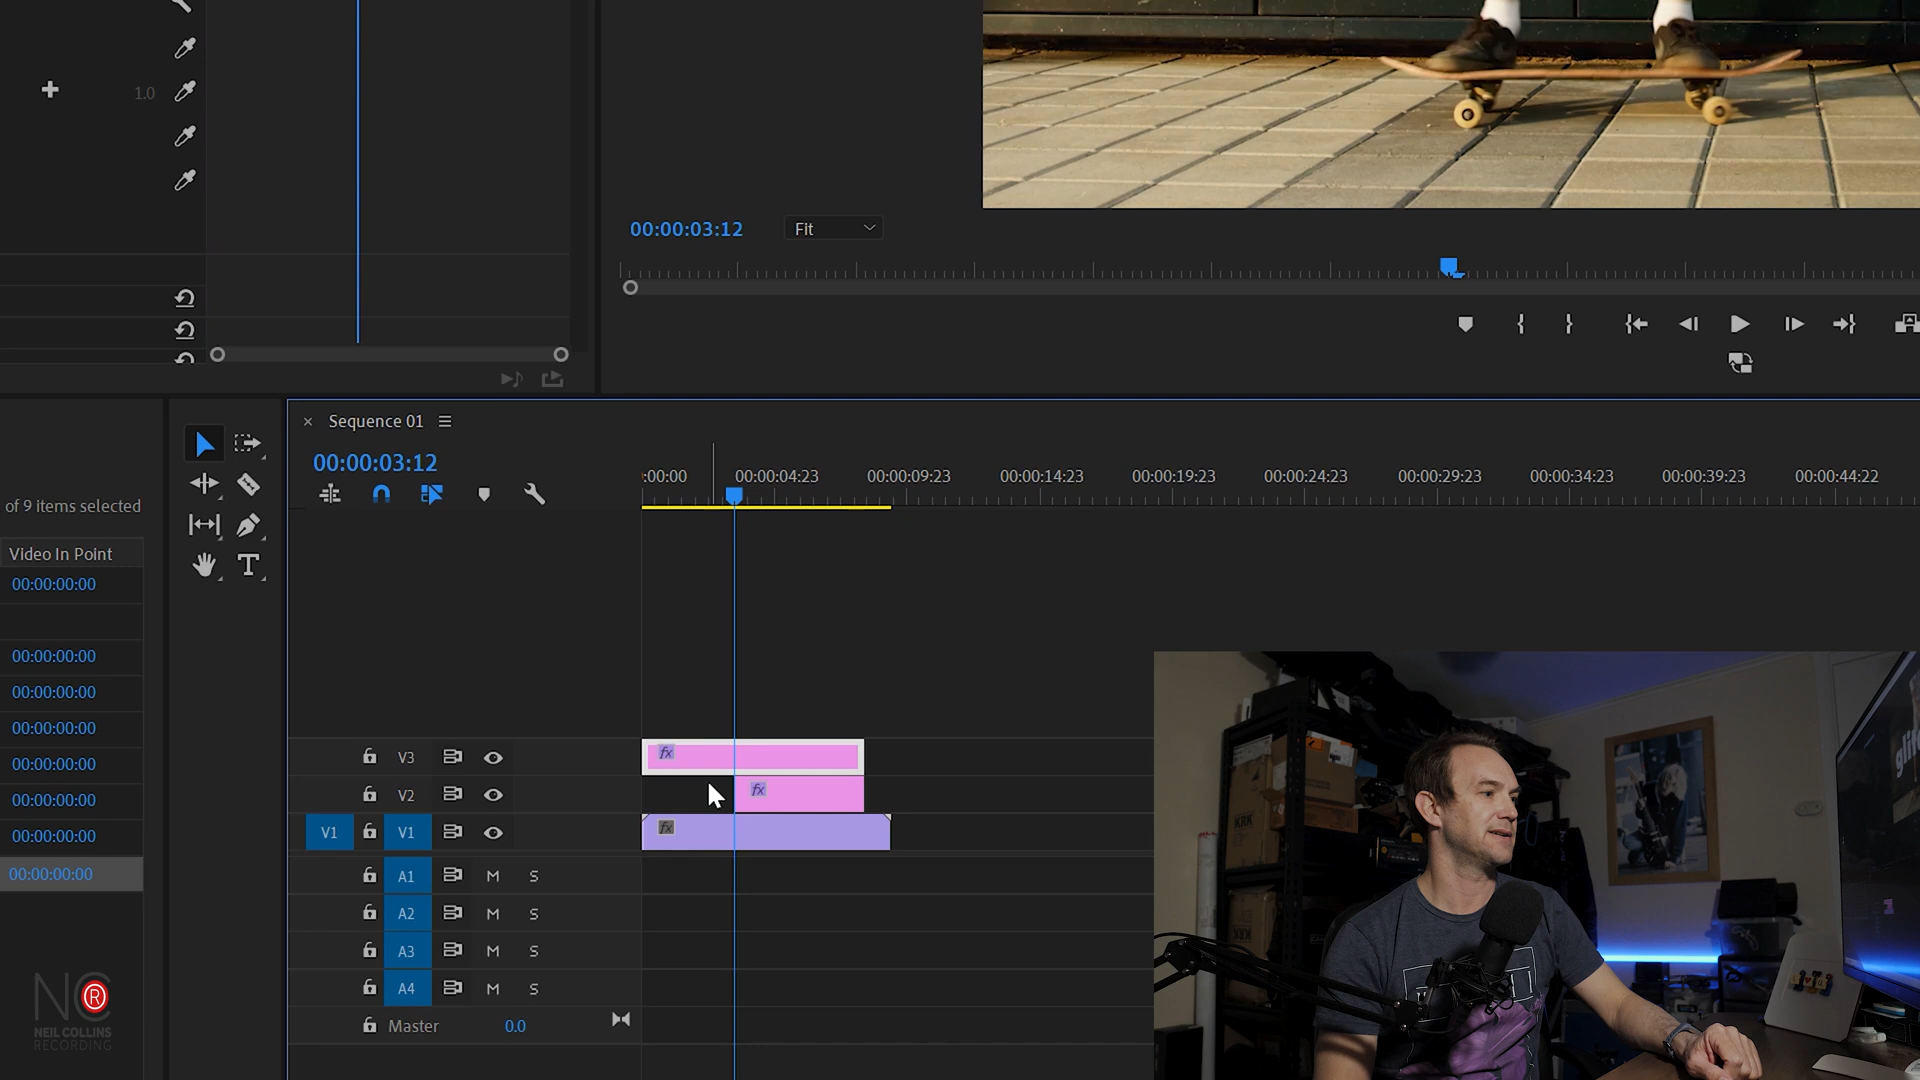 1.0
00:00:03:12
Fit
Sequence 01
00:00:03:12
:00:00
00:00:04:23
00:00:09:23
00:00:14:23
00:00:19:23
00:00:24:23
00:00:29:23
00:00:34:23
00:00:39:23
00:00:44:22
of 9 items selected
Video In Point
00:00:00:00
00:00:00:00
00:00:00:00
00:00:00:00
00:00:00:00
00:00:00:00
00:00:00:00
00:00:00:00
V3
fx
V2
fx
V1
V1
fx
A1
M
S
A2
M
S
A3
M
S
A4
M
S
Master
0.0
NC
R
NEIL COLLINS
RECORDING
KRK